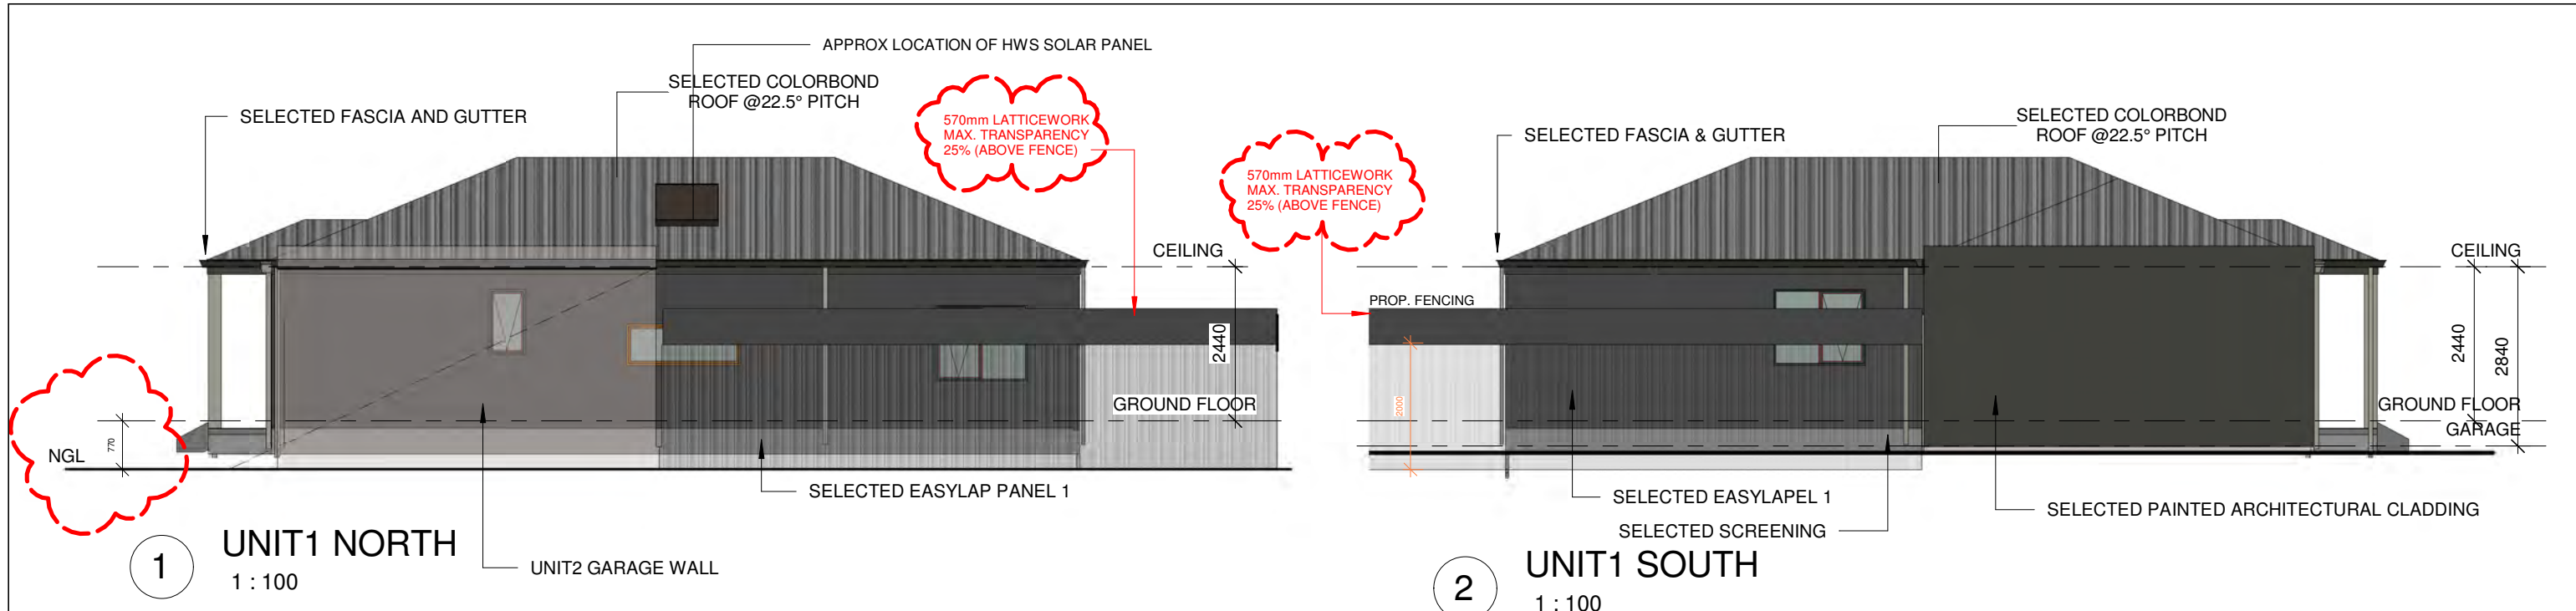 APPROX LOCATION OF HWS SOLAR PANEL
SELECTED COLORBOND
ROOF @22.5° PITCH
SELECTED FASCIA AND GUTTER
570mm LATTICEWORK
MAX. TRANSPARENCY
25% (ABOVE FENCE)
CEILING
2440
GROUND FLOOR
770
NGL
SELECTED EASYLAP PANEL 1
UNIT2 GARAGE WALL
1
UNIT1 NORTH
1 : 100
570mm LATTICEWORK
MAX. TRANSPARENCY
25% (ABOVE FENCE)
SELECTED FASCIA & GUTTER
SELECTED COLORBOND
ROOF @22.5° PITCH
PROP. FENCING
2000
CEILING
2440
2840
GROUND FLOOR
GARAGE
SELECTED EASYLAPEL 1
SELECTED SCREENING
SELECTED PAINTED ARCHITECTURAL CLADDING
2
UNIT1 SOUTH
1 : 100